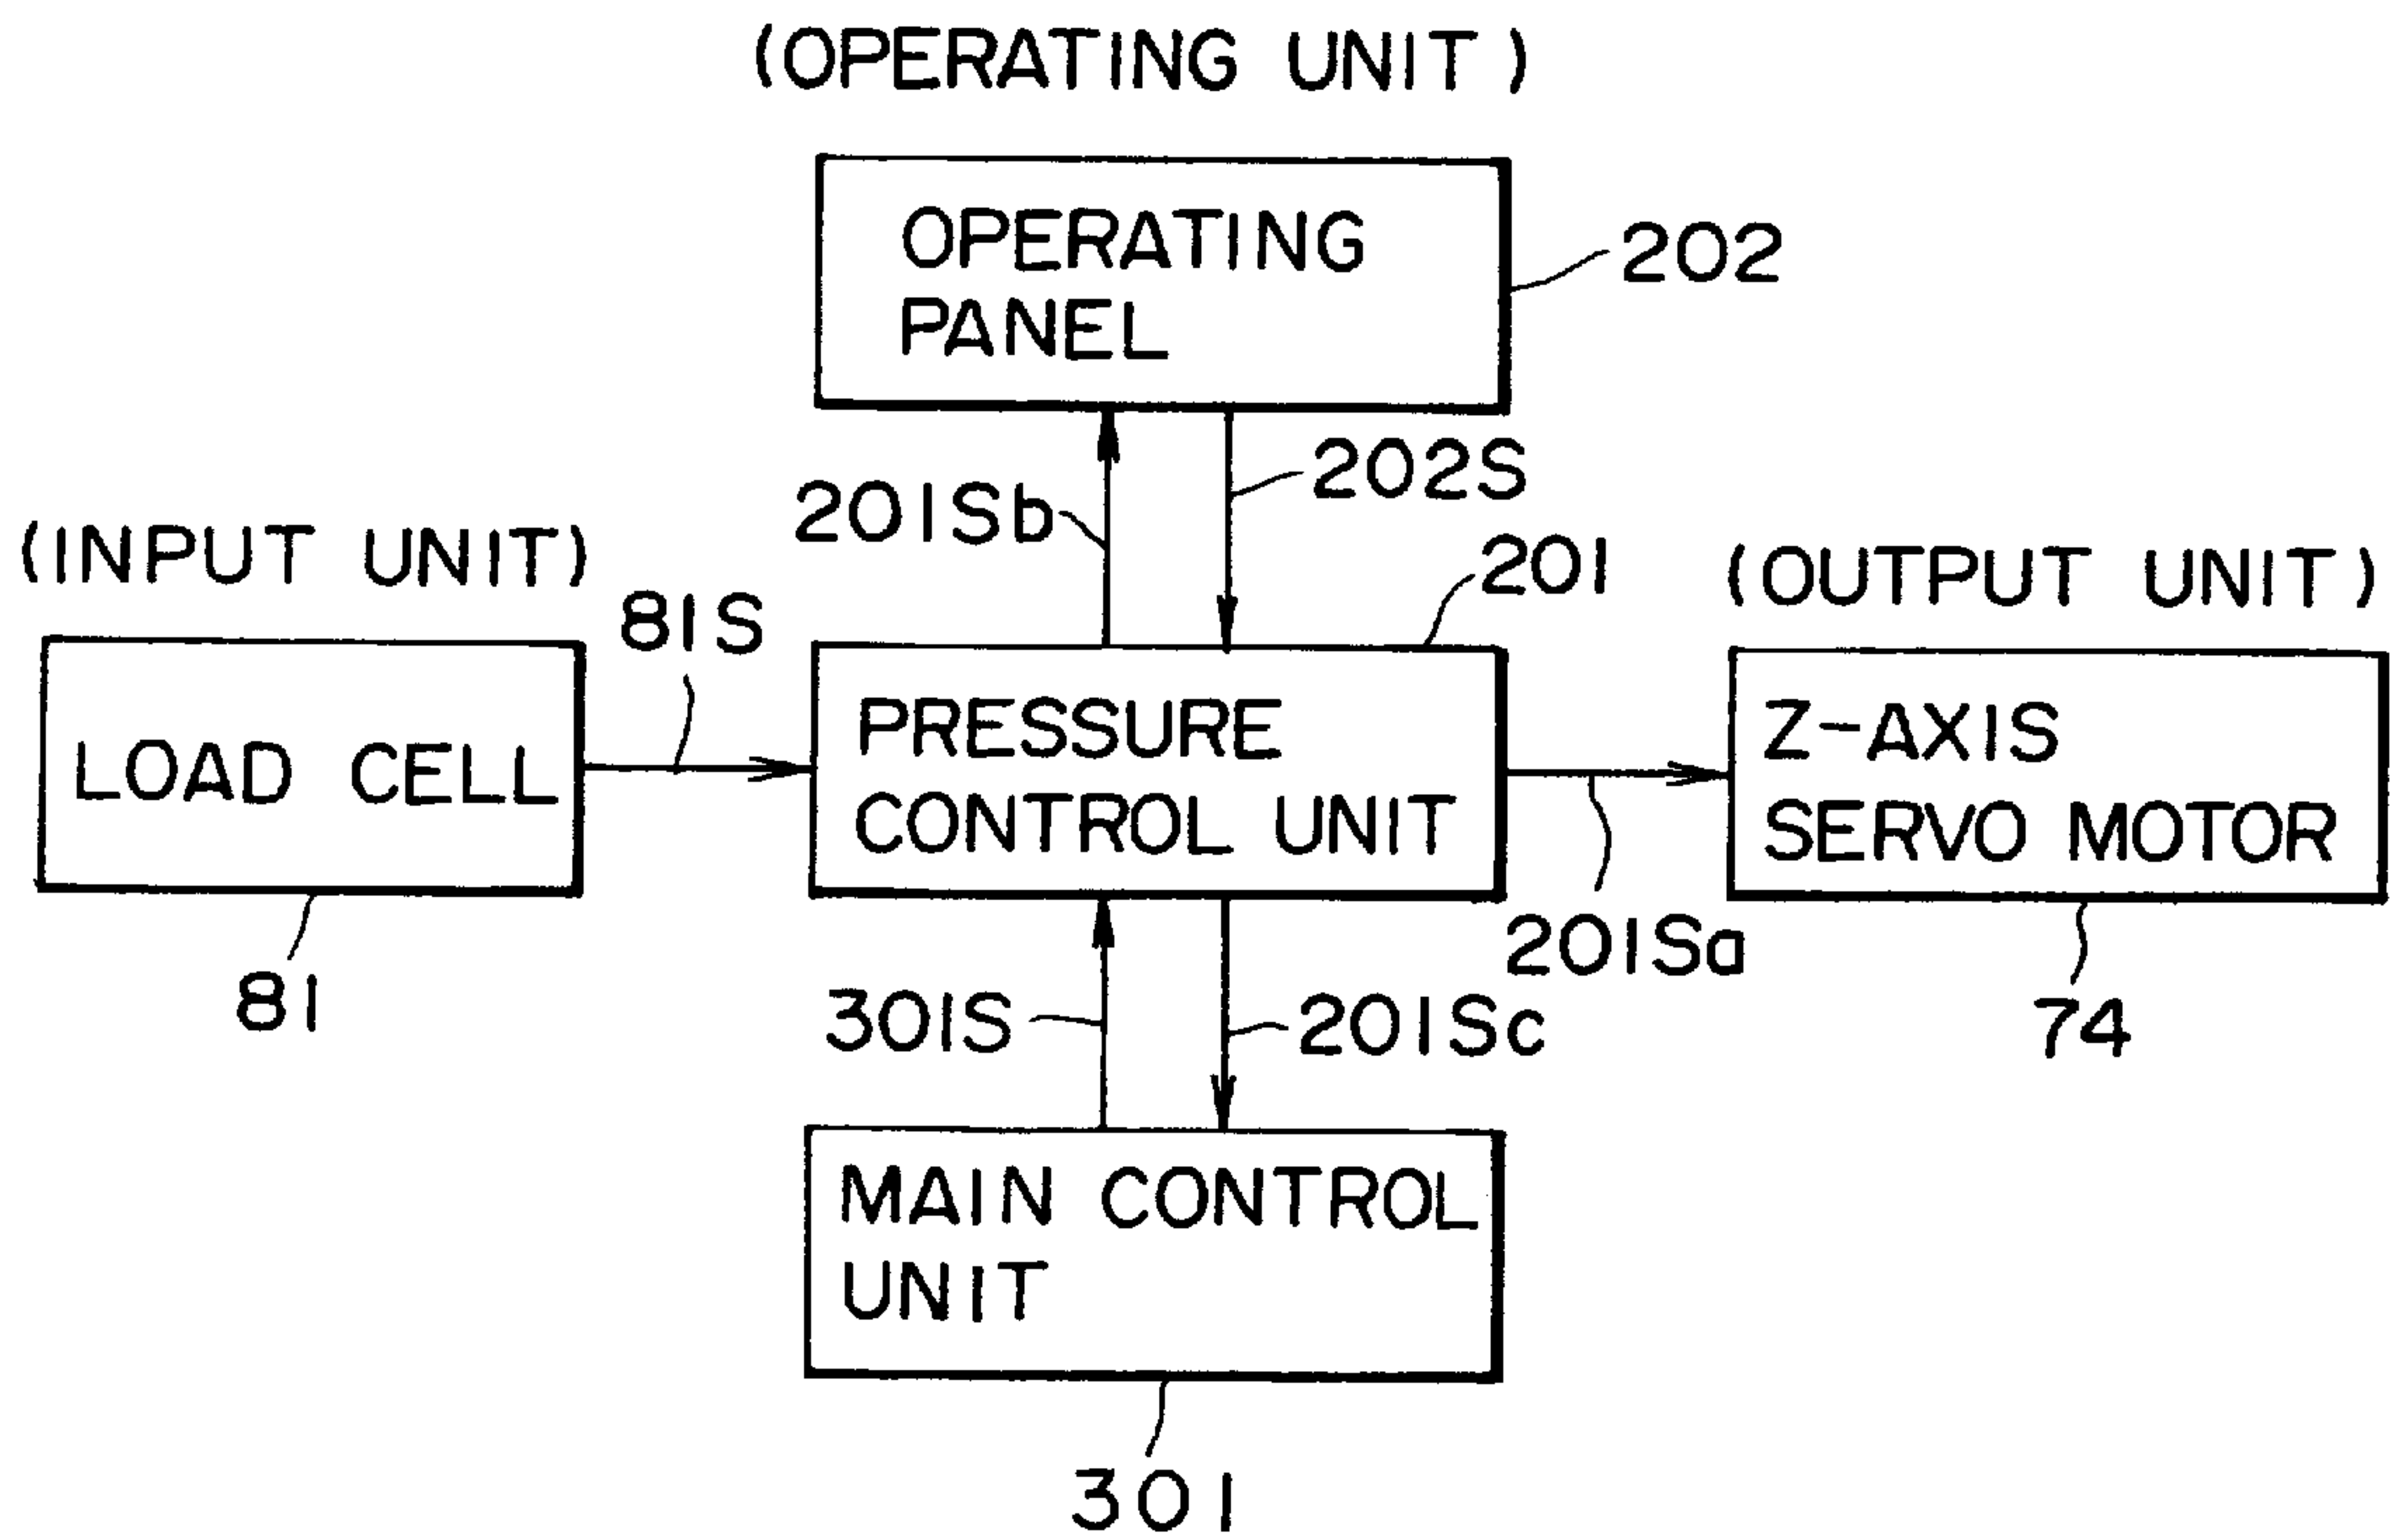 (OPERATING UNIT)
OPERATING
PANEL
202
201Sb
202S
(INPUT UNIT)
81S
201
(OUTPUT UNIT)
LOAD CELL
81
PRESSURE
CONTROL UNIT
201Sa
Z-AXIS
SERVO MOTOR
74
301S
201Sc
MAIN CONTROL
UNIT
301